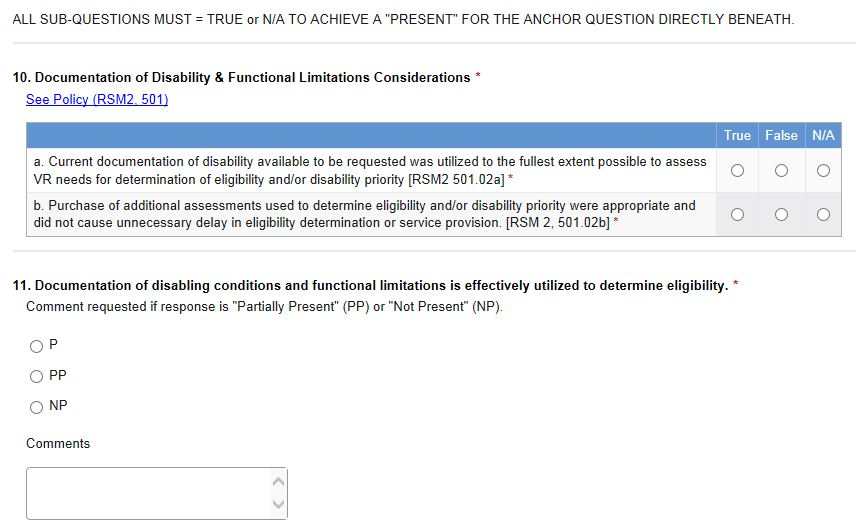 ALL SUB-QUESTIONS MUST = TRUE or N/A TO ACHIEVE A "PRESENT" FOR THE ANCHOR QUESTION DIRECTLY BENEATH.
10. Documentation of Disability & Functional Limitations Considerations *
See Policy (RSM2, 501)
True False N/A
a. Current documentation of disability available to be requested was utilized to the fullest extent possible to assess
VR needs for determination of eligibility and/or disability priority [RSM2 501.02a] *
b. Purchase of additional assessments used to determine eligibility and/or disability priority were appropriate and
did not cause unnecessary delay in eligibility determination or service provision. [RSM 2, 501.02b] *
11. Documentation of disabling conditions and functional limitations is effectively utilized to determine eligibility. *
Comment requested if response is "Partially Present" (PP) or "Not Present" (NP).
P
PP
NP
Comments